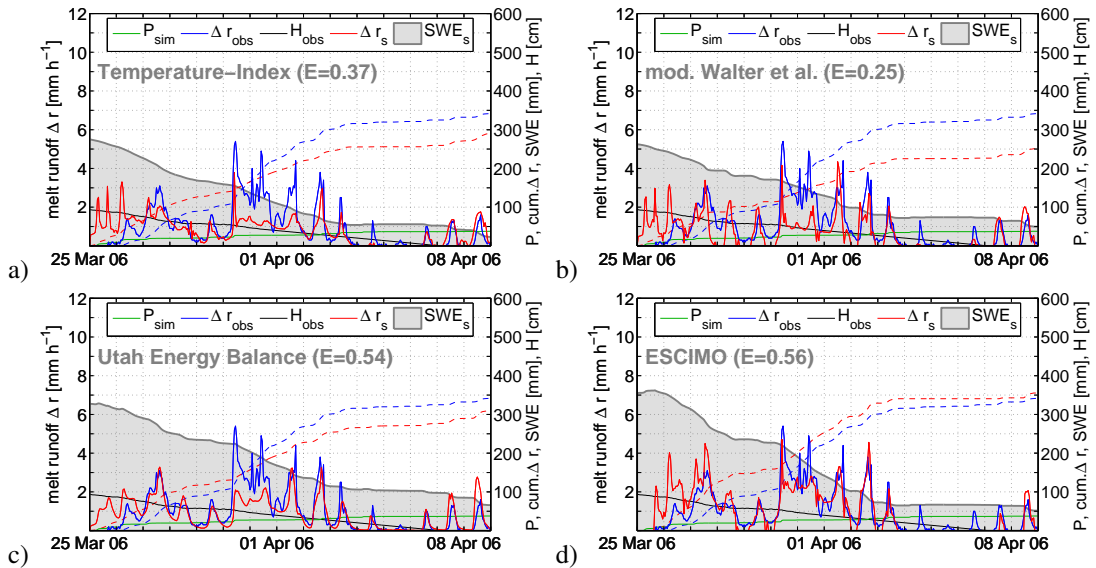 12
10
8
6
4
2
600
500
400
300
200
100
0
melt runoff Δ r [mm h⁻¹]
P, cum.Δ r, SWE [mm], H [cm]
P_sim Δ r_obs H_obs Δ r_s SWE_s
Temperature−Index (E=0.37)
25 Mar 06 01 Apr 06 08 Apr 06
a)
12
10
8
6
4
2
600
500
400
300
200
100
0
melt runoff Δ r [mm h⁻¹]
P, cum.Δ r, SWE [mm], H [cm]
P_sim Δ r_obs H_obs Δ r_s SWE_s
mod. Walter et al. (E=0.25)
25 Mar 06 01 Apr 06 08 Apr 06
b)
12
10
8
6
4
2
600
500
400
300
200
100
0
melt runoff Δ r [mm h⁻¹]
P, cum.Δ r, SWE [mm], H [cm]
P_sim Δ r_obs H_obs Δ r_s SWE_s
Utah Energy Balance (E=0.54)
25 Mar 06 01 Apr 06 08 Apr 06
c)
12
10
8
6
4
2
600
500
400
300
200
100
0
melt runoff Δ r [mm h⁻¹]
P, cum.Δ r, SWE [mm], H [cm]
P_sim Δ r_obs H_obs Δ r_s SWE_s
ESCIMO (E=0.56)
25 Mar 06 01 Apr 06 08 Apr 06
d)